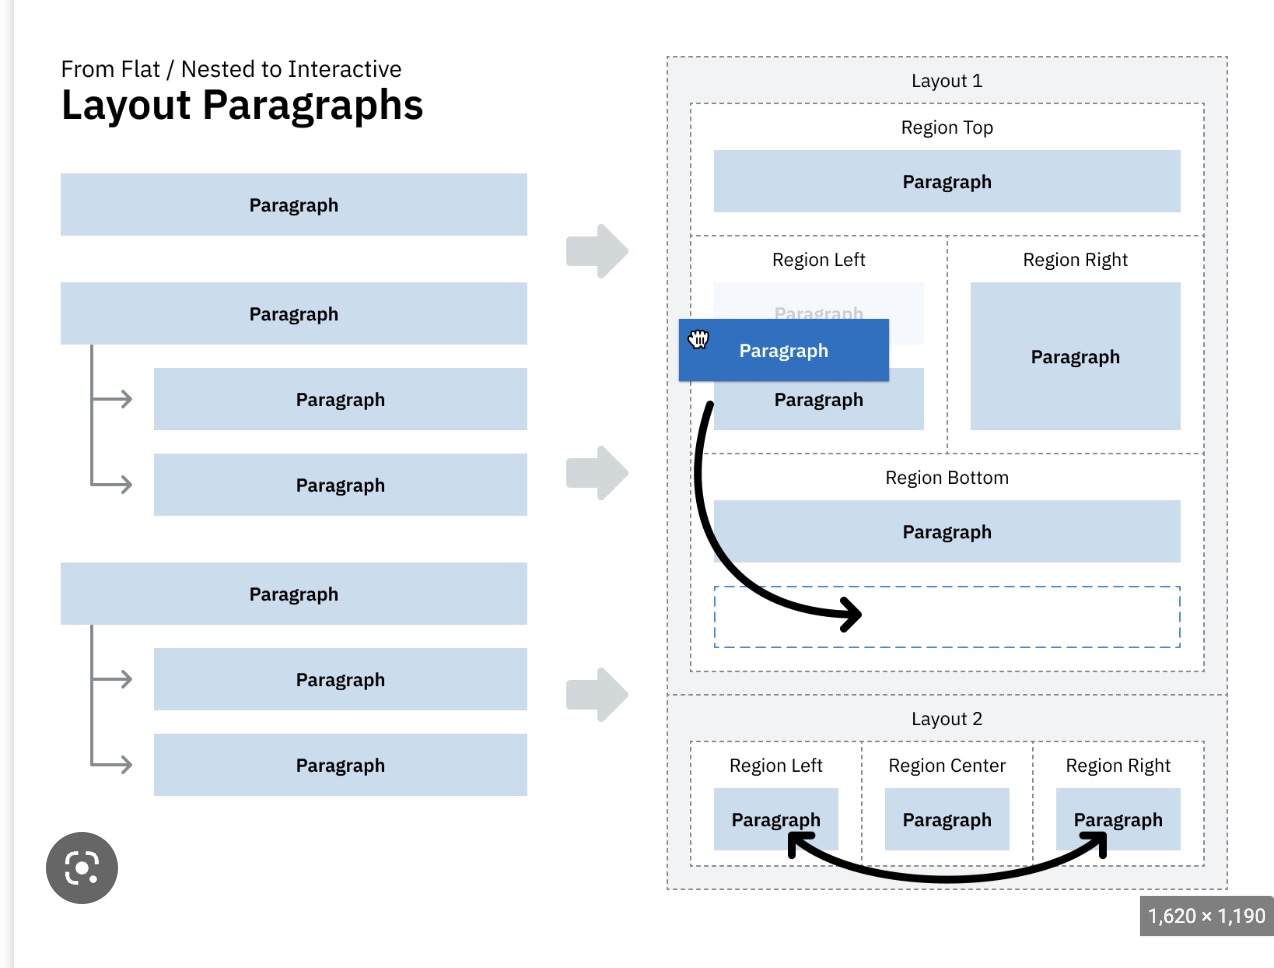 From Flat / Nested to Interactive
Layout Paragraphs
Paragraph
Paragraph
Paragraph
Paragraph
Paragraph
Paragraph
Paragraph
Layout 1
Region Top
Paragraph
Region Left
Region Right
Paragraph
Paragraph
Paragraph
Paragraph
Region Bottom
Paragraph
Layout 2
Region Left
Region Center
Region Right
Paragraph
Paragraph
Paragraph
1,620 × 1,190